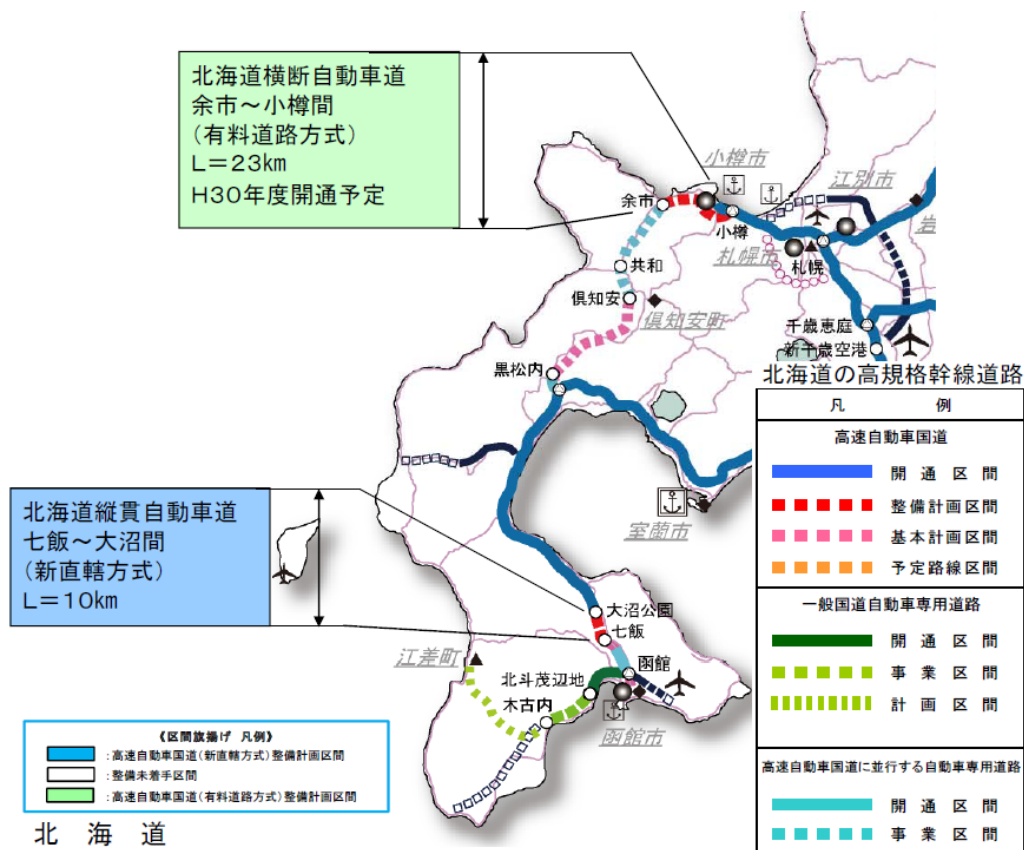 北海道横断自動車道
余市～小樽間
(有料道路方式)
L＝23km
H30年度開通予定
小樽市
江別市
余市
小樽
岩
札幌市
札幌
共和
倶知安
倶知安町
千歳恵庭
新千歳空港
黒松内
北海道の高規格幹線道路
凡 例
高速自動車国道
開 通 区 間
整備計画区間
基本計画区間
予定路線区間
一般国道自動車専用道路
開 通 区 間
事 業 区 間
計 画 区 間
高速自動車国道に並行する自動車専用道路
開 通 区 間
事 業 区 間
北海道縦貫自動車道
七飯～大沼間
(新直轄方式)
L＝10km
室蘭市
大沼公園
七飯
江差町
函館
北斗茂辺地
木古内
函館市
《区間旗揚げ 凡例》
：高速自動車国道(新直轄方式)整備計画区間
：整備未着手区間
：高速自動車国道(有料道路方式)整備計画区間
北 海 道